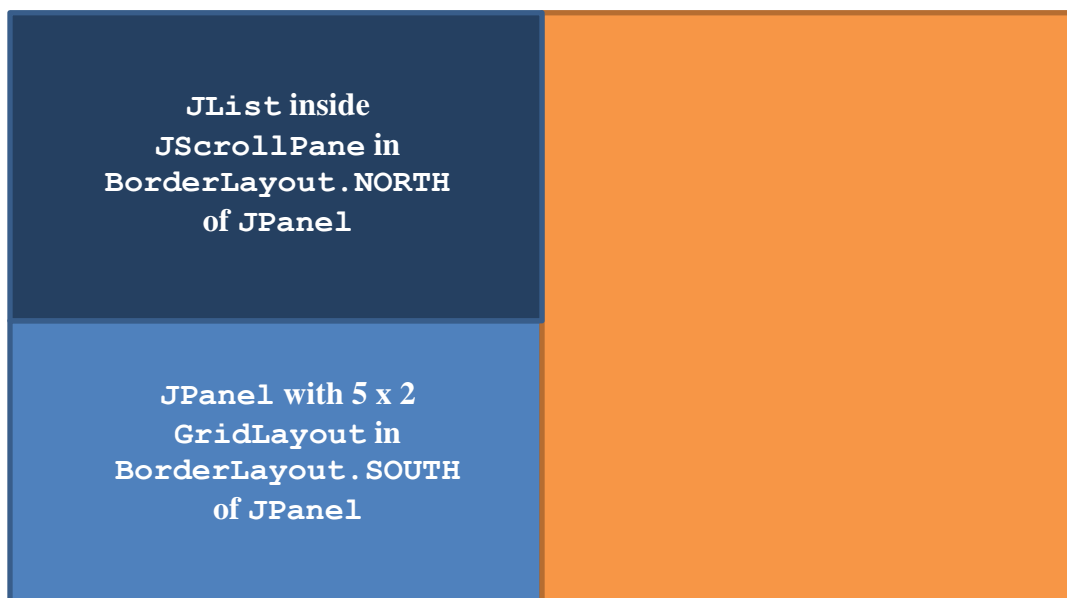 JList inside
JScrollPane in
BorderLayout.NORTH
of JPanel
JPanel with 5 x 2
GridLayout in
BorderLayout.SOUTH
of JPanel